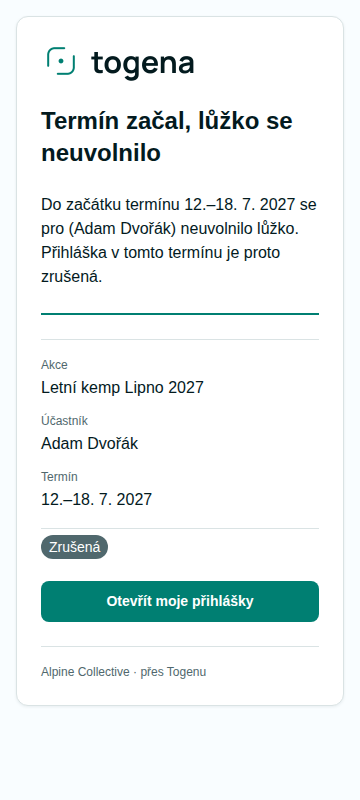 togena
Termín začal, lůžko se
neuvolnilo
Do začátku termínu 12.–18. 7. 2027 se
pro (Adam Dvořák) neuvolnilo lůžko.
Přihláška v tomto termínu je proto
zrušená.
Akce
Letní kemp Lipno 2027
Účastník
Adam Dvořák
Termín
12.–18. 7. 2027
Zrušená
Otevřít moje přihlášky
Alpine Collective · přes Togenu